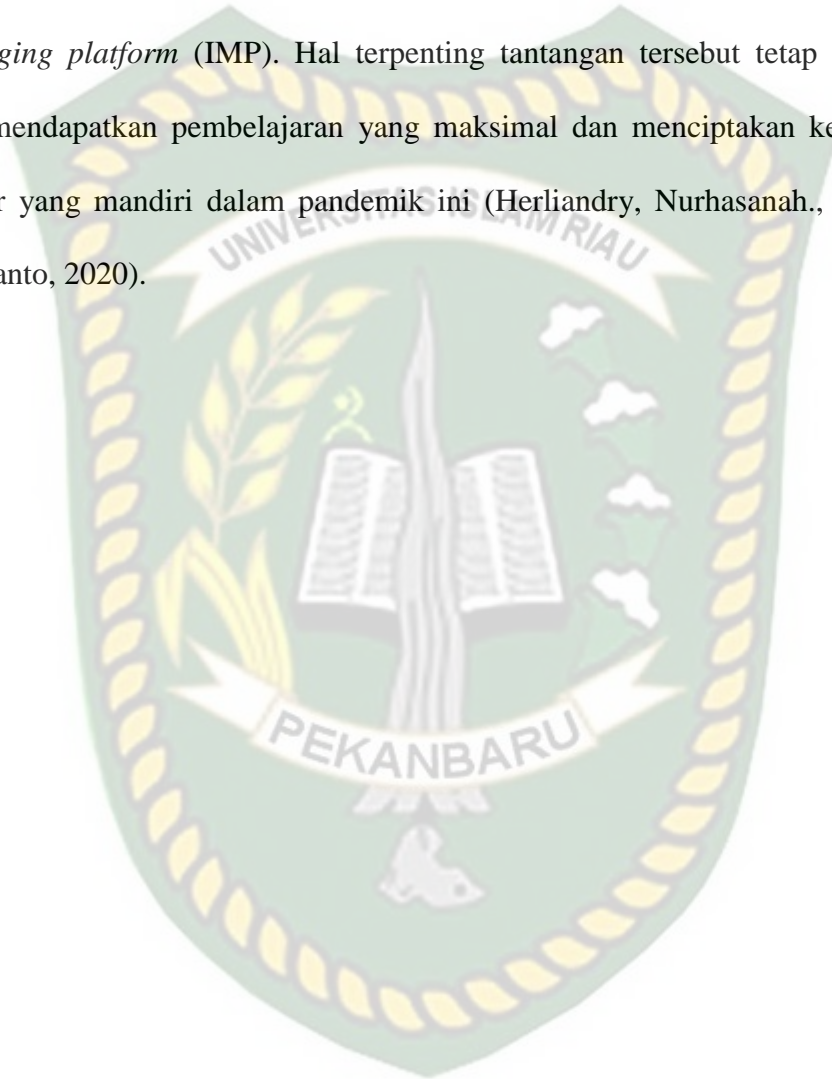 ging platform (IMP). Hal terpenting tantangan tersebut tetap
mendapatkan pembelajaran yang maksimal dan menciptakan ke
r yang mandiri dalam pandemik ini (Herliandry, Nurhasanah.,
anto, 2020).
UNIVERSITAS ISLAM RIAU
PEKANBARU